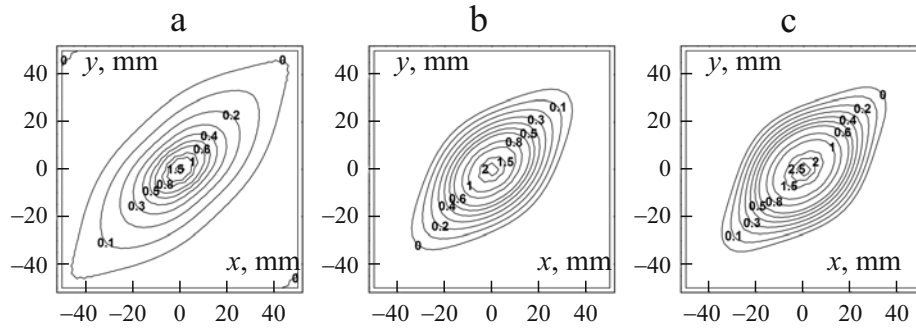 a b c
y, mm y, mm y, mm
40 40 40
20 20 20
0 0 0
−20 −20 −20
−40 −40 −40
0 0 0.2 0.4 0.6 1 1.5 0.8 0.5 0.3 0.1 0
0.1 0.3 0.5 0.8 1.5 2 1 0.6 0.4 0.2 0
0 0.2 0.4 0.6 1 2 2.5 1.5 0.8 0.5 0.3 0.1
x, mm x, mm x, mm
−40 −20 0 20 40 −40 −20 0 20 40 −40 −20 0 20 40